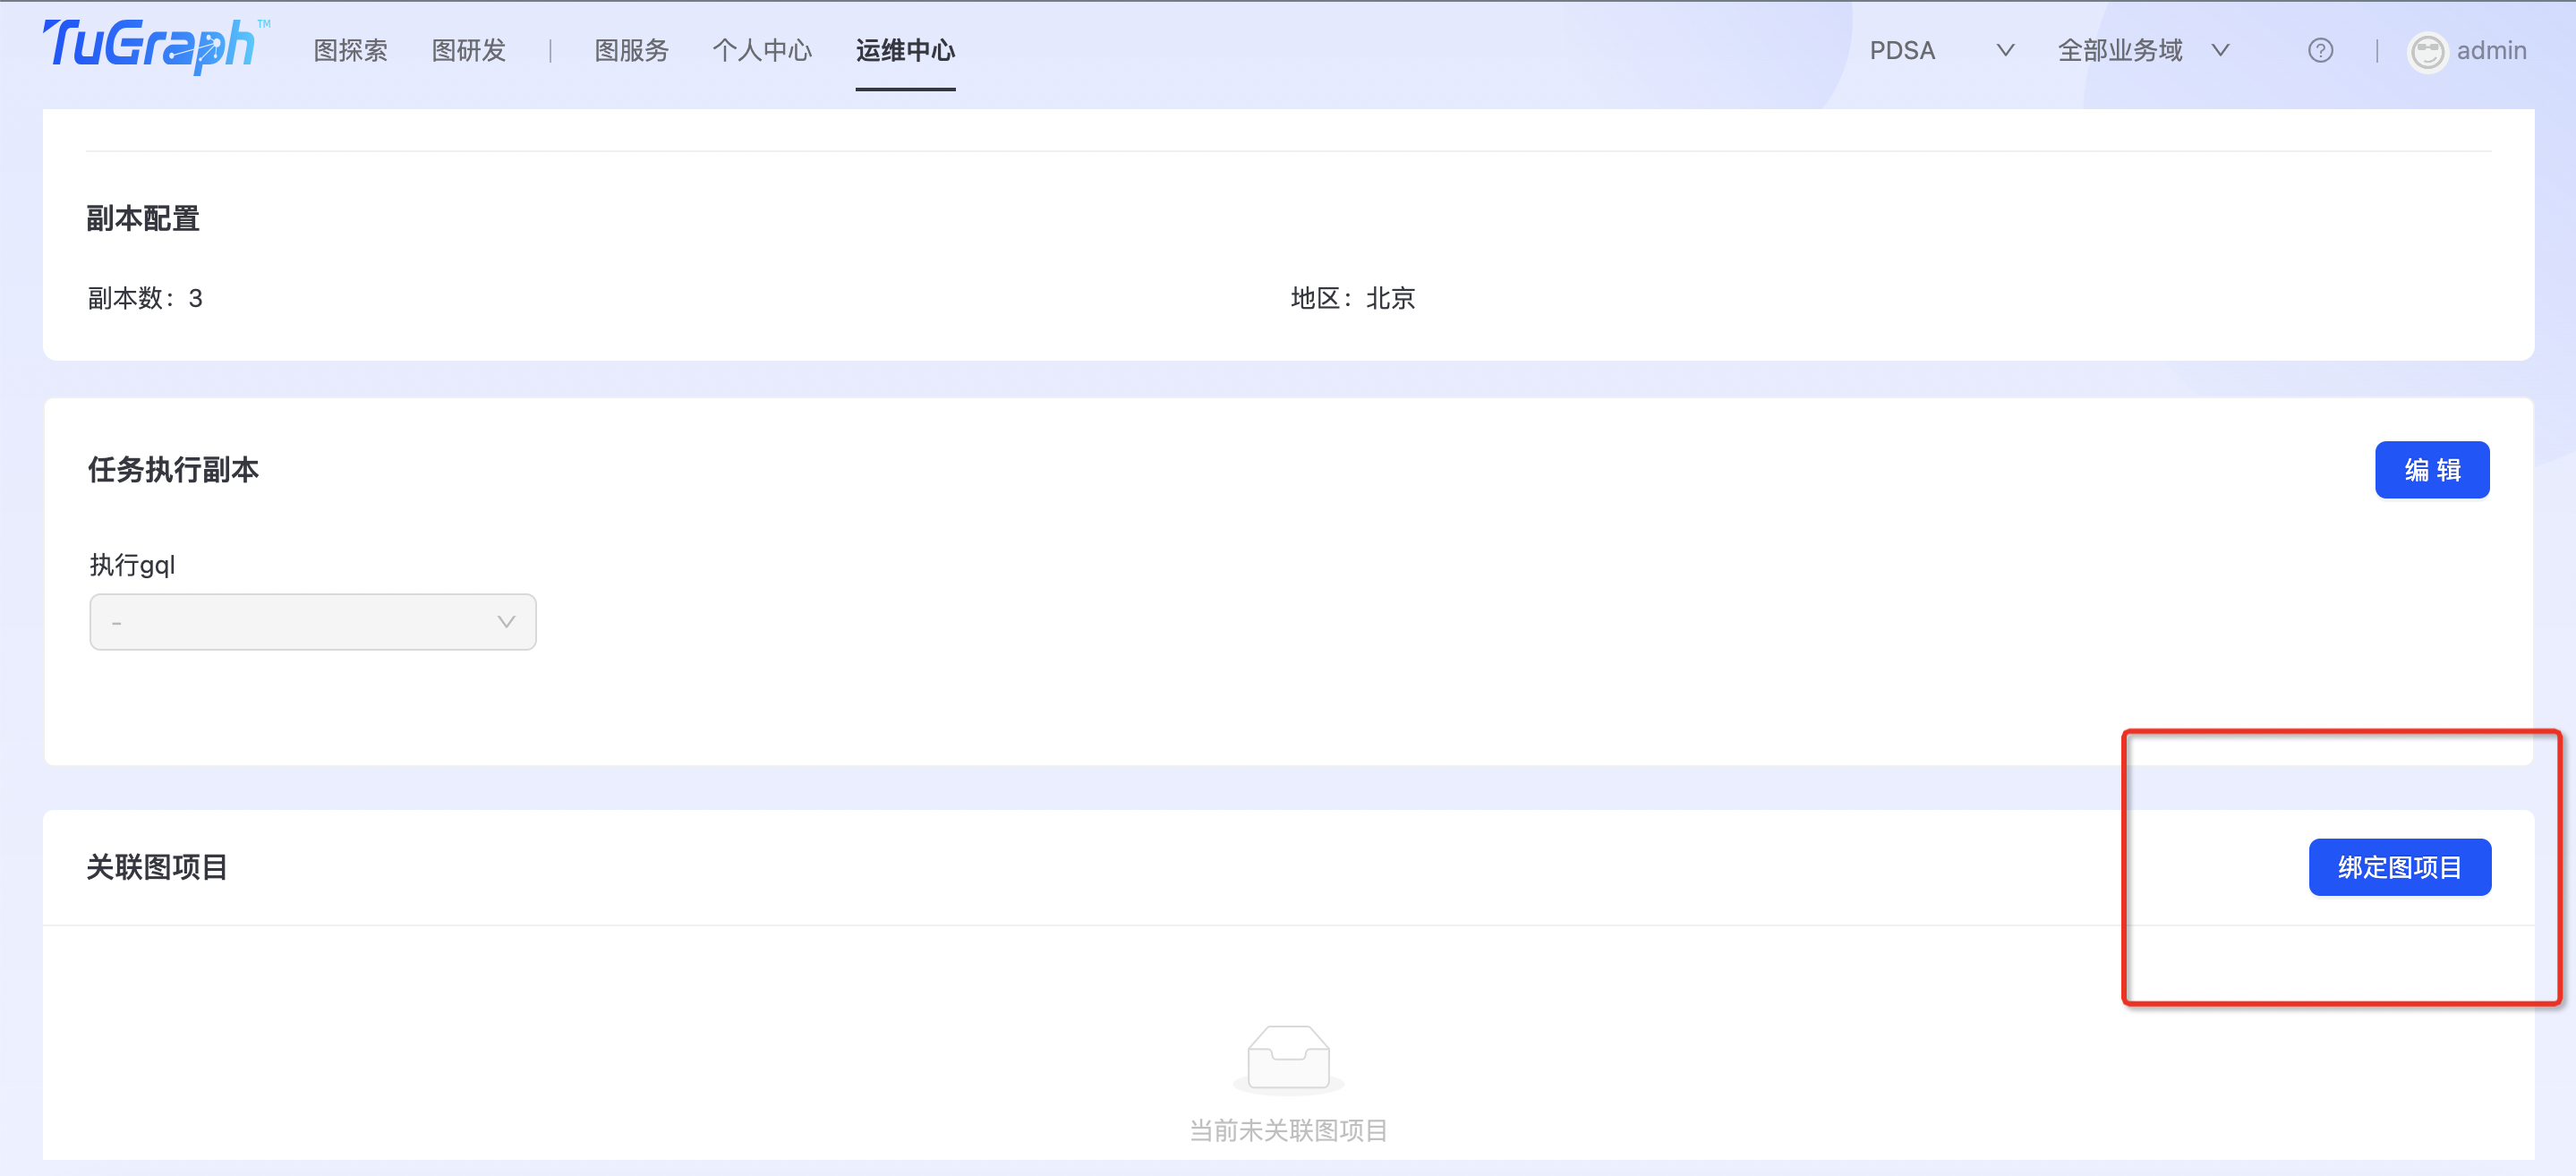 TuGraph™ 图探索 图研发 | 图服务 个人中心 运维中心 PDSA 全部业务域 ? | admin
副本配置
副本数：3 地区：北京
任务执行副本 编 辑
执行gql
-
关联图项目 绑定图项目
当前未关联图项目